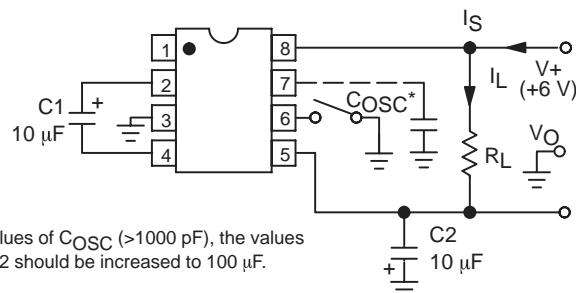 IS
1 8
2 7
3 6
4 5
C1
+
10 μF
COSC*
IL
V+
(+6 V)
RL
VO
C2
+
10 μF
lues of COSC (>1000 pF), the values
2 should be increased to 100 μF.